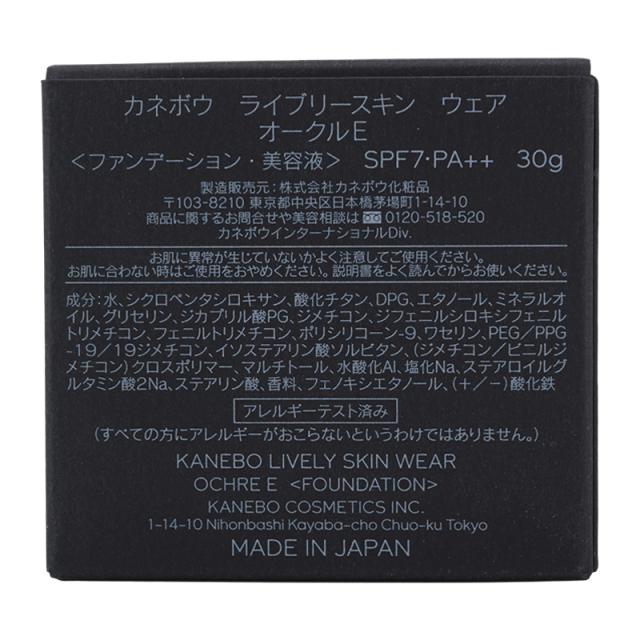 カネボウ ライブリースキン ウェア
オークルE
<ファンデーション・美容液> SPF7・PA++ 30g
製造販売元:株式会社カネボウ化粧品
〒103-8210 東京都中央区日本橋茅場町1-14-10
商品に関するお問合せや美容相談は 0120-518-520
カネボウインターナショナルDiv.
お肌に異常が生じていないかよく注意してご使用ください。
お肌に合わない時はご使用をおやめください。説明書をよく読んでからお使いください。
成分:水、シクロペンタシロキサン、酸化チタン、DPG、エタノール、ミネラルオ
イル、グリセリン、ジカプリル酸PG、ジメチコン、ジフェニルシロキシフェニル
トリメチコン、フェニルトリメチコン、ポリシリコーン-9、ワセリン、PEG/PPG
-19/19ジメチコン、イソステアリン酸ソルビタン、(ジメチコン/ビニルジ
メチコン)クロスポリマー、マルチトール、水酸化Al、塩化Na、ステアロイルグ
ルタミン酸2Na、ステアリン酸、香料、フェノキシエタノール、(+/-)酸化鉄
アレルギーテスト済み
(すべての方にアレルギーがおこらないというわけではありません。)
KANEBO LIVELY SKIN WEAR
OCHRE E <FOUNDATION>
KANEBO COSMETICS INC.
1-14-10 Nihonbashi Kayaba-cho Chuo-ku Tokyo
MADE IN JAPAN